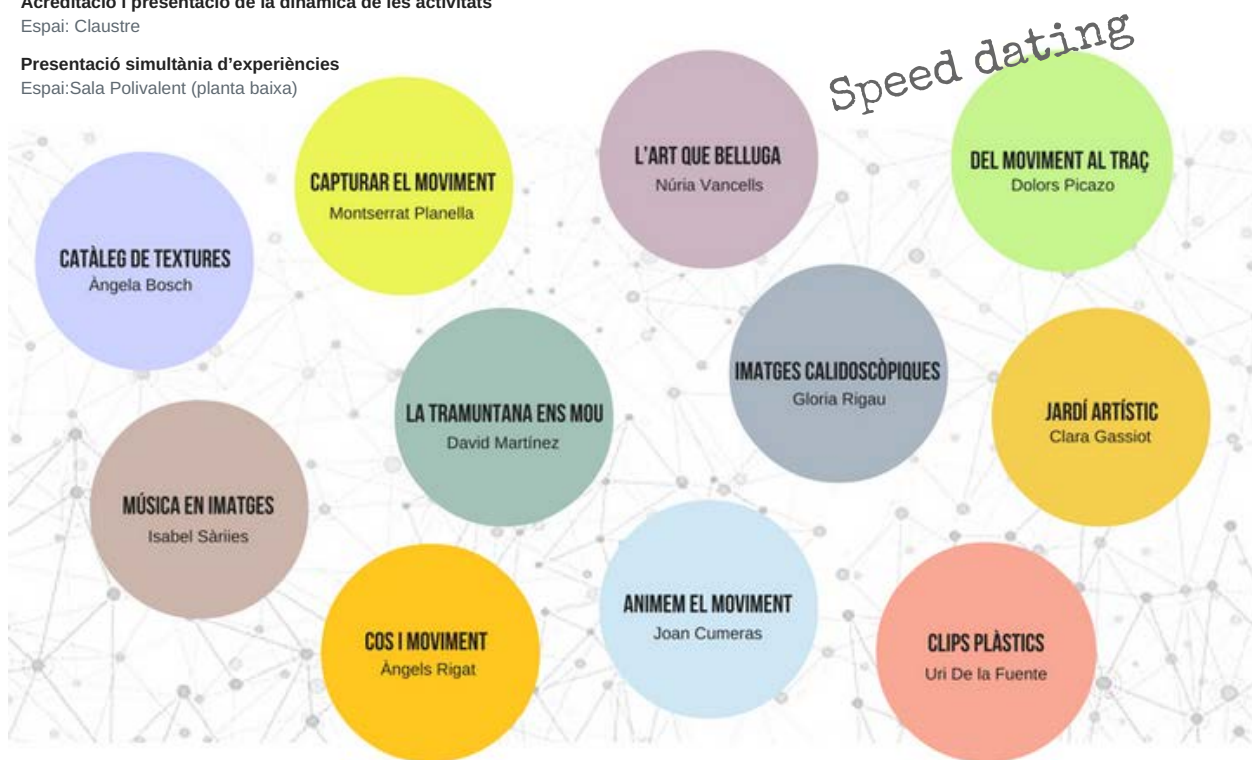 Acreditació i presentació de la dinàmica de les activitats
Espai: Claustre
Presentació simultània d'experiències
Espai:Sala Polivalent (planta baixa)
Speed dating
CAPTURAR EL MOVIMENT
Montserrat Planella
L'ART QUE BELLUGA
Núria Vancells
DEL MOVIMENT AL TRAÇ
Dolors Picazo
CATÀLEG DE TEXTURES
Àngela Bosch
LA TRAMUNTANA ENS MOU
David Martínez
IMATGES CALIDOSCÒPIQUES
Gloria Rigau
JARDÍ ARTÍSTIC
Clara Gassiot
MÚSICA EN IMATGES
Isabel Sàriies
COS I MOVIMENT
Àngels Rigat
ANIMEM EL MOVIMENT
Joan Cumeras
CLIPS PLÀSTICS
Uri De la Fuente